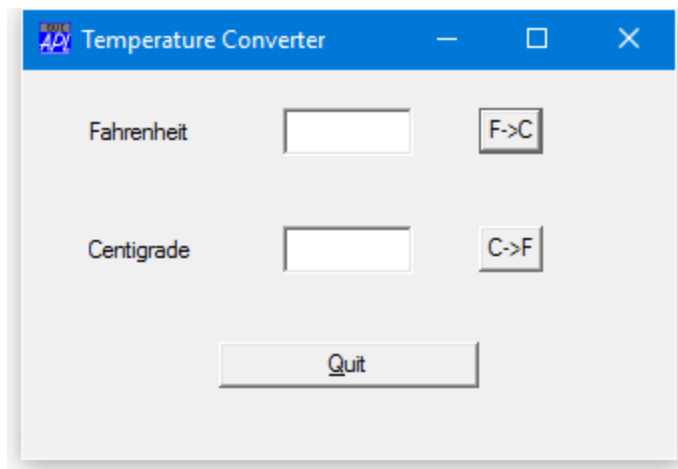 Temperature Converter
Fahrenheit F->C
Centigrade C->F
Quit